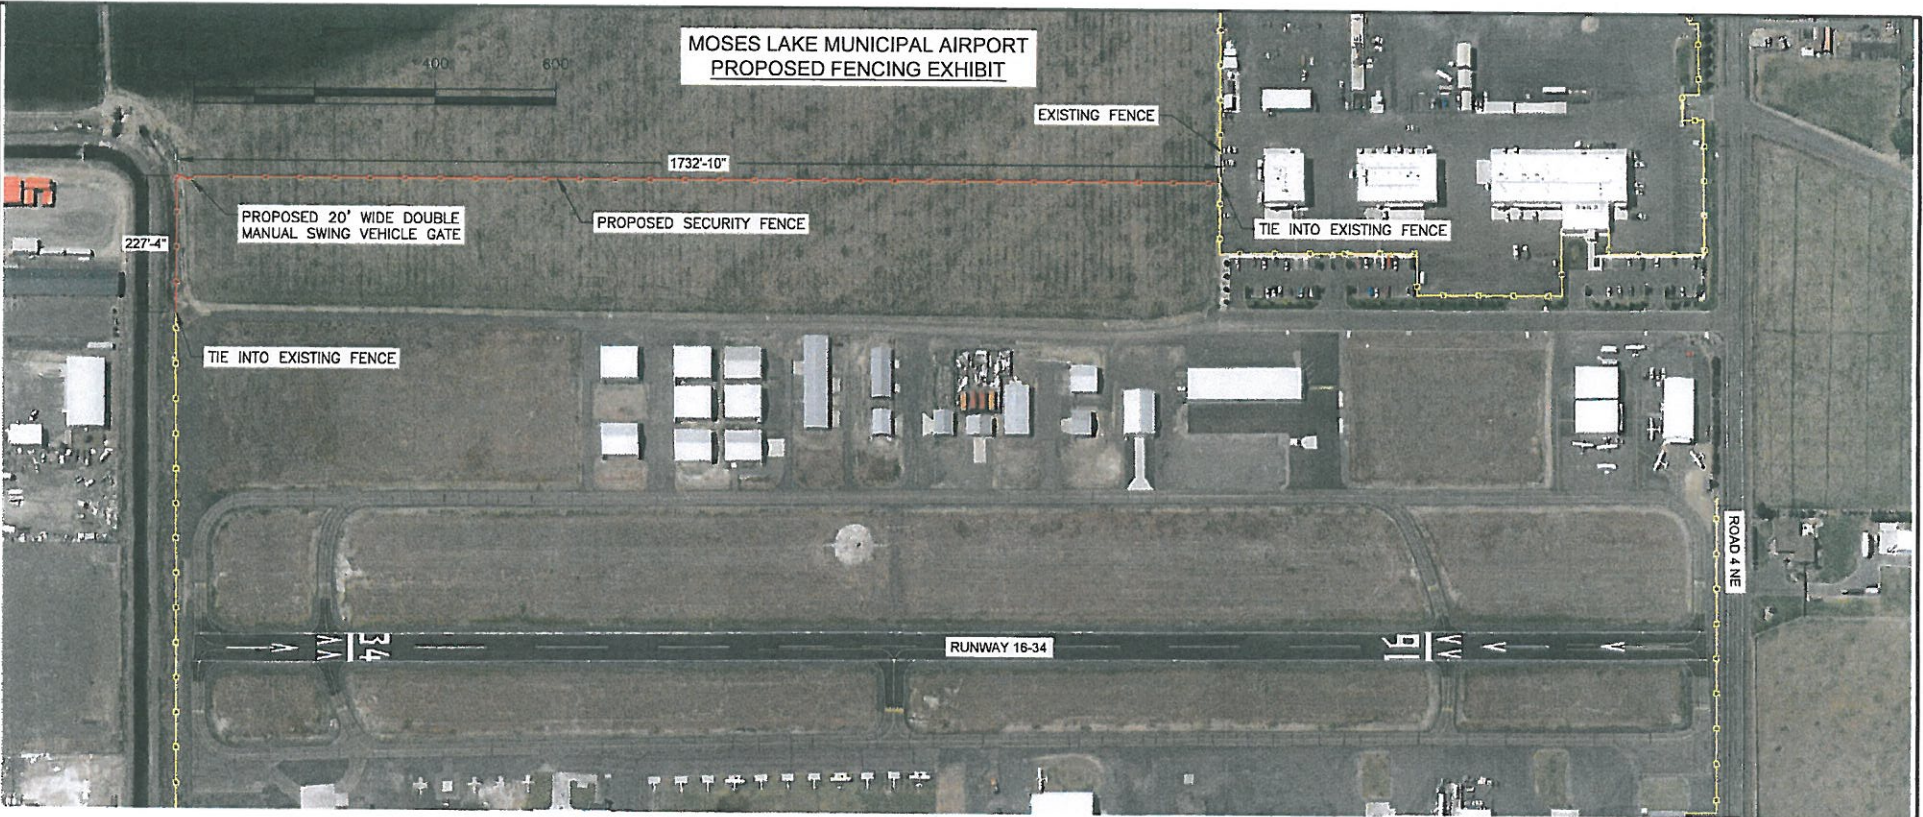 MOSES LAKE MUNICIPAL AIRPORT
PROPOSED FENCING EXHIBIT
400
EXISTING FENCE
1732'-10"
PROPOSED 20' WIDE DOUBLE
MANUAL SWING VEHICLE GATE
PROPOSED SECURITY FENCE
TIE INTO EXISTING FENCE
227'-4"
TIE INTO EXISTING FENCE
ROAD 4 NE
34
RUNWAY 16-34
16